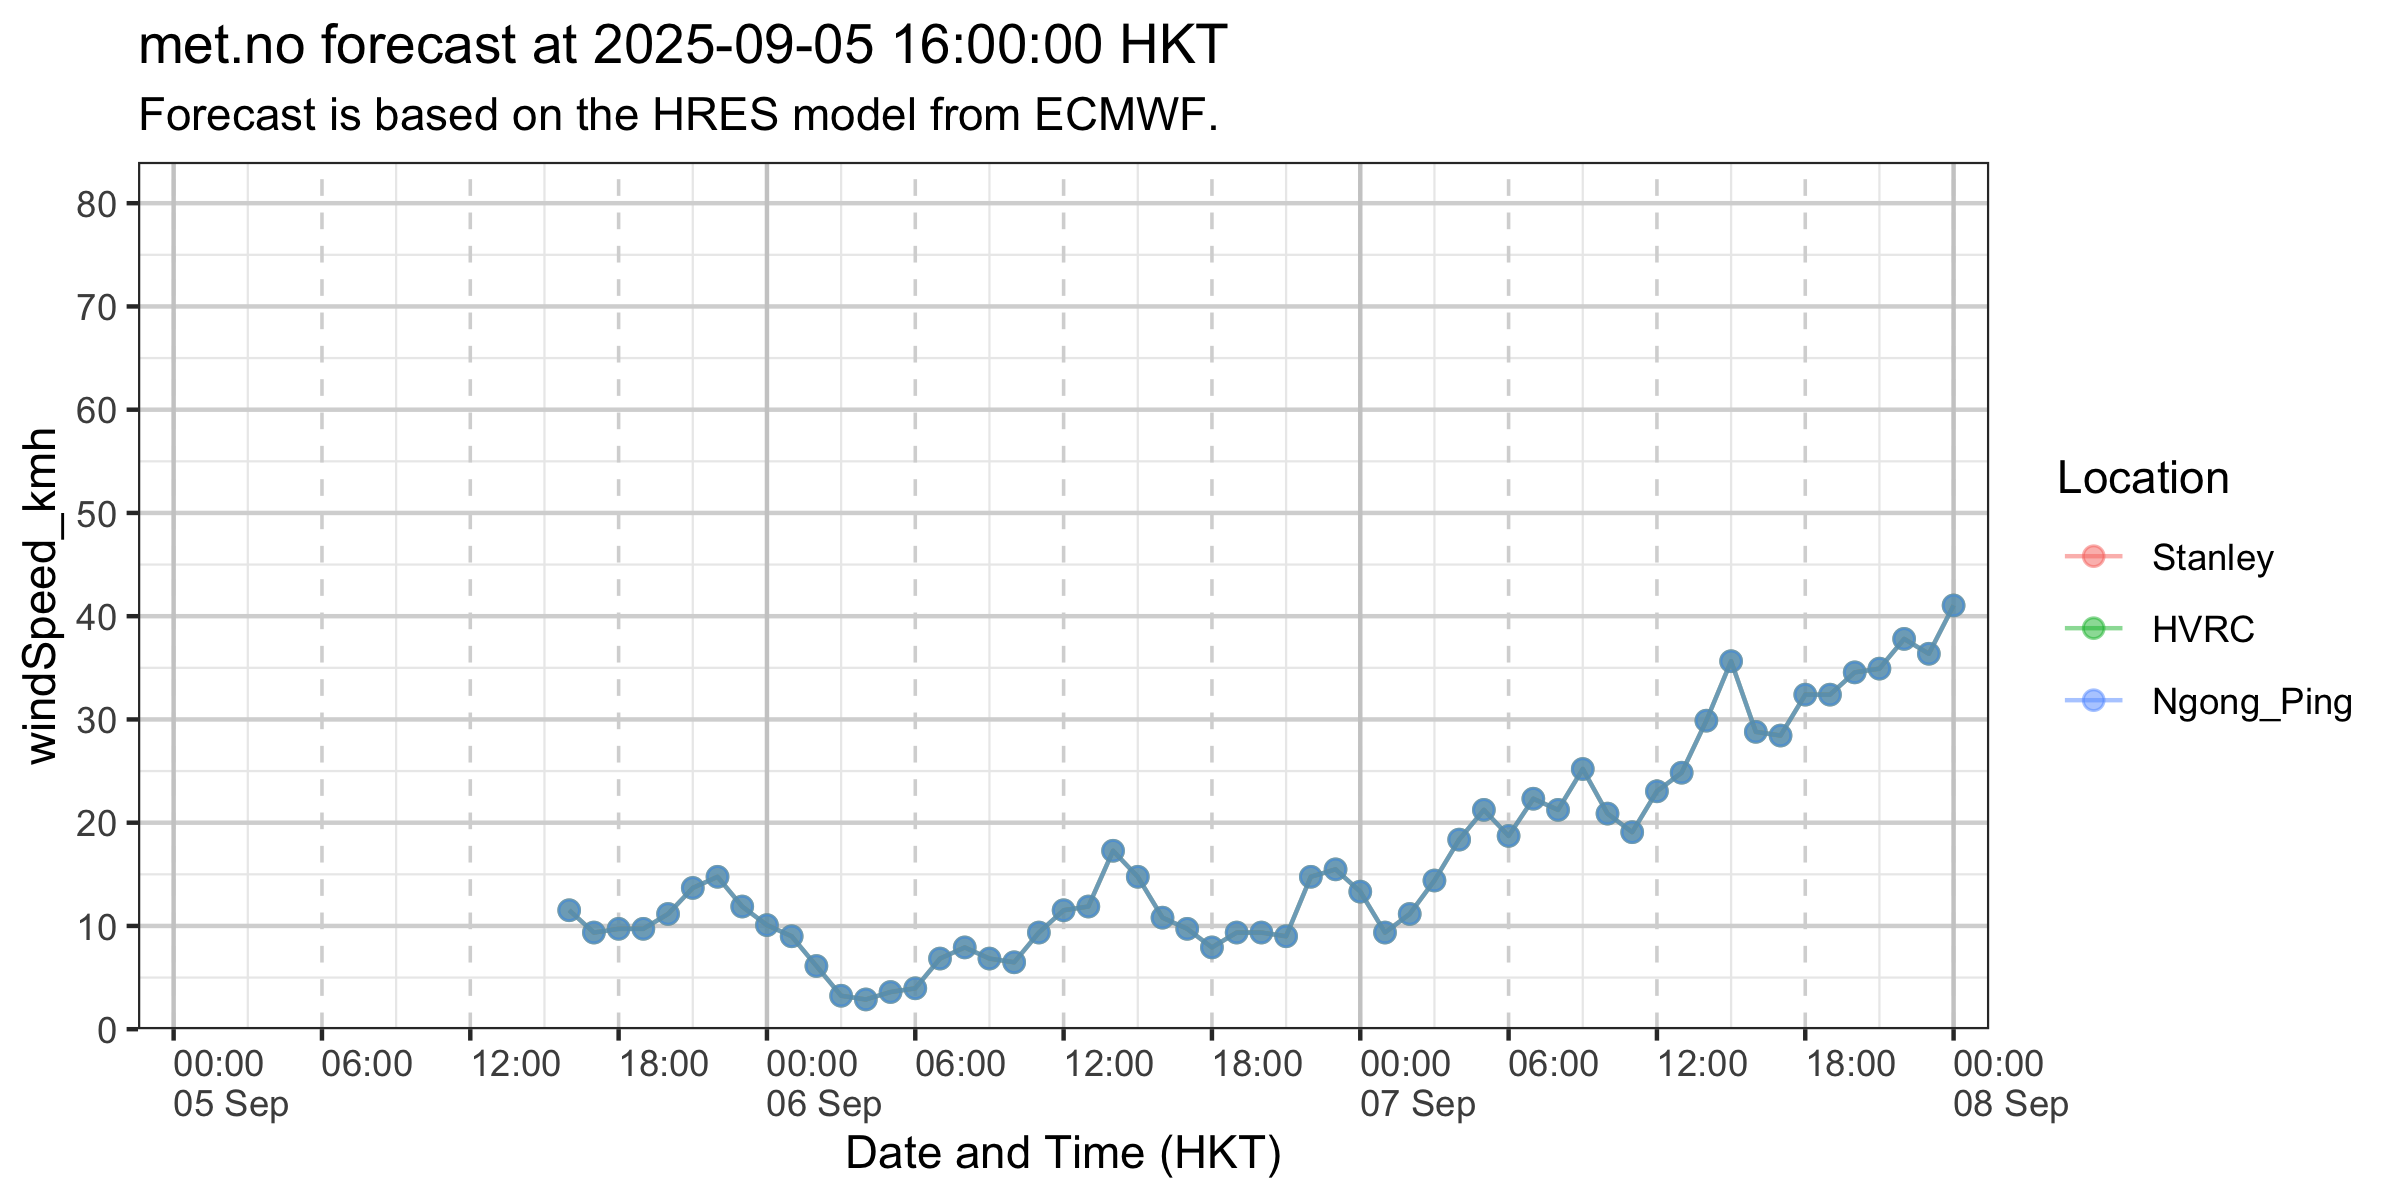 met.no forecast at 2025-09-05 16:00:00 HKT
Forecast is based on the HRES model from ECMWF.
windSpeed_kmh
80
70
60
50
40
30
20
10
0
00:00 06:00 12:00 18:00 00:00 06:00 12:00 18:00 00:00 06:00 12:00 18:00 00:00
05 Sep 06 Sep 07 Sep 08 Sep
Date and Time (HKT)
Location
Stanley
HVRC
Ngong_Ping